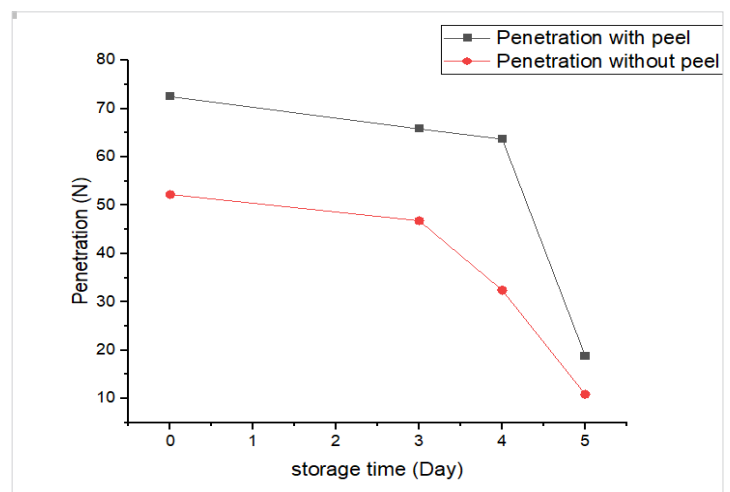 Penetration with peel
Penetration without peel
80
70
60
50
40
30
20
10
Penetration (N)
0 1 2 3 4 5
storage time (Day)